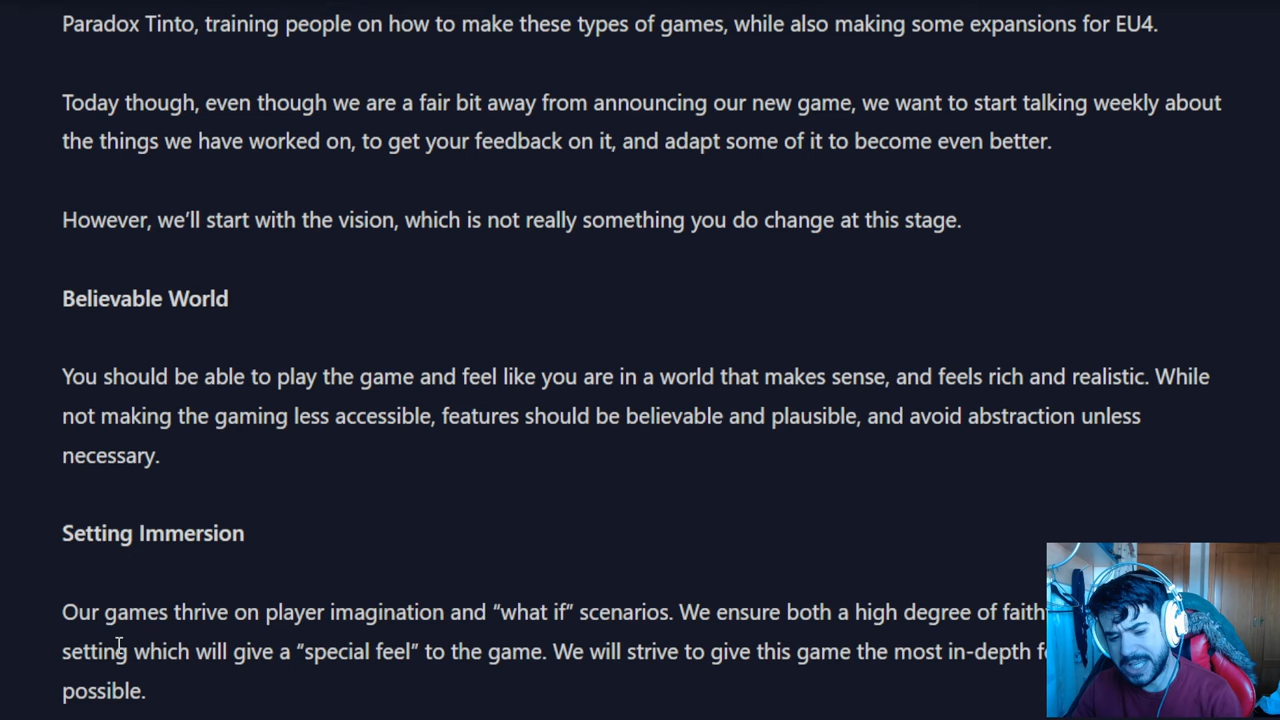 Paradox Tinto, training people on how to make these types of games, while also making some expansions for EU4.
Today though, even though we are a fair bit away from announcing our new game, we want to start talking weekly about
the things we have worked on, to get your feedback on it, and adapt some of it to become even better.
However, we’ll start with the vision, which is not really something you do change at this stage.
Believable World
You should be able to play the game and feel like you are in a world that makes sense, and feels rich and realistic. While
not making the gaming less accessible, features should be believable and plausible, and avoid abstraction unless
necessary.
Setting Immersion
Our games thrive on player imagination and “what if” scenarios. We ensure both a high degree of
setting which will give a “special feel” to the game. We will strive to give this game the most in-depth
possible.